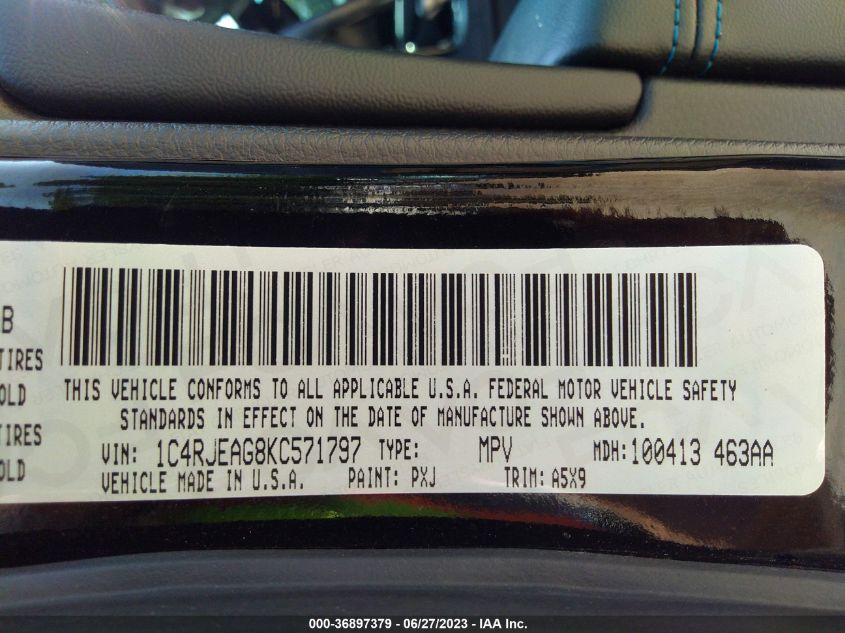 B
TIRES
OLD
TIRES
OLD
THIS VEHICLE CONFORMS TO ALL APPLICABLE U.S.A. FEDERAL MOTOR VEHICLE SAFETY
STANDARDS IN EFFECT ON THE DATE OF MANUFACTURE SHOWN ABOVE.
VIN: 1C4RJEAG8KC571797 TYPE: MPV MDH:100413 463AA
VEHICLE MADE IN U.S.A. PAINT: PXJ TRIM: A5X9
000-36897379 - 06/27/2023 - IAA Inc.